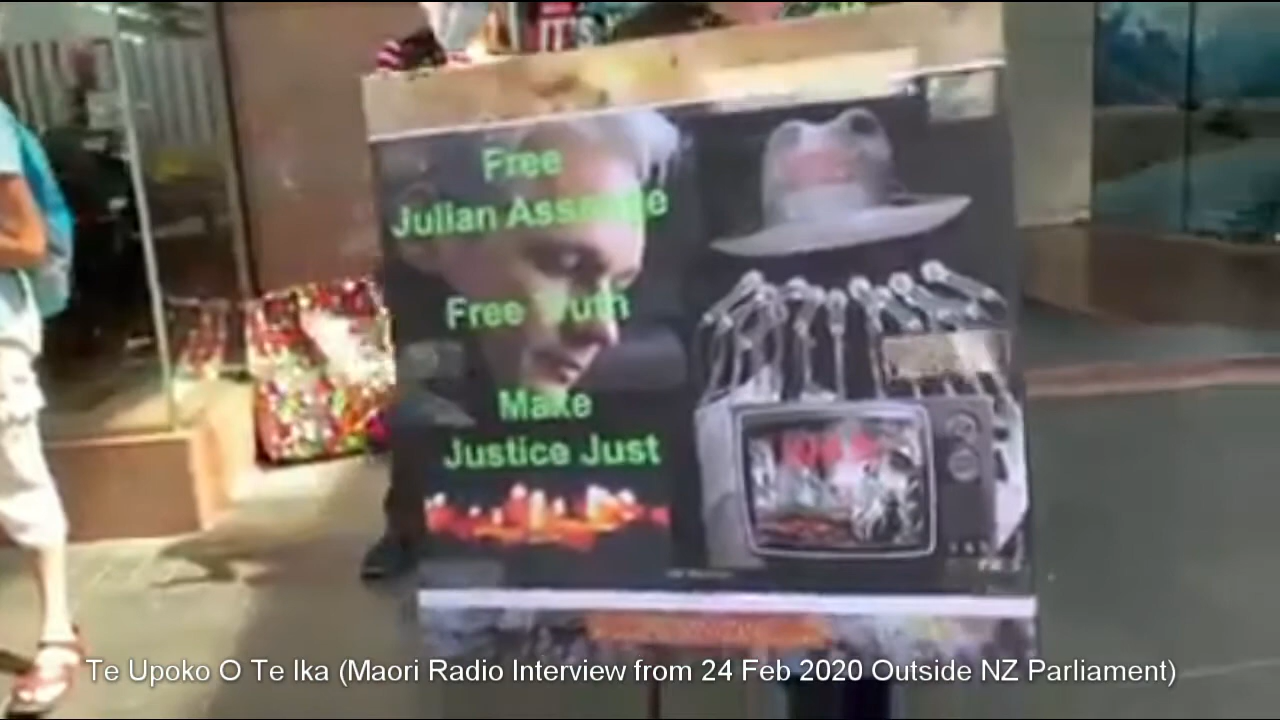 IT'S
Free
Julian Assange
Free Truth
Make
Justice Just
Te Upoko O Te Ika (Maori Radio Interview from 24 Feb 2020 Outside NZ Parliament)